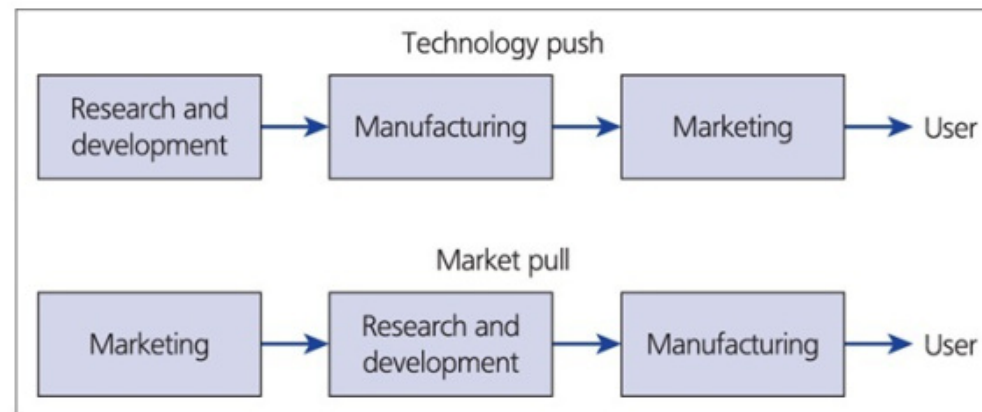 Technology push
Research and
development
Manufacturing
Marketing
User
Market pull
Marketing
Research and
development
Manufacturing
User